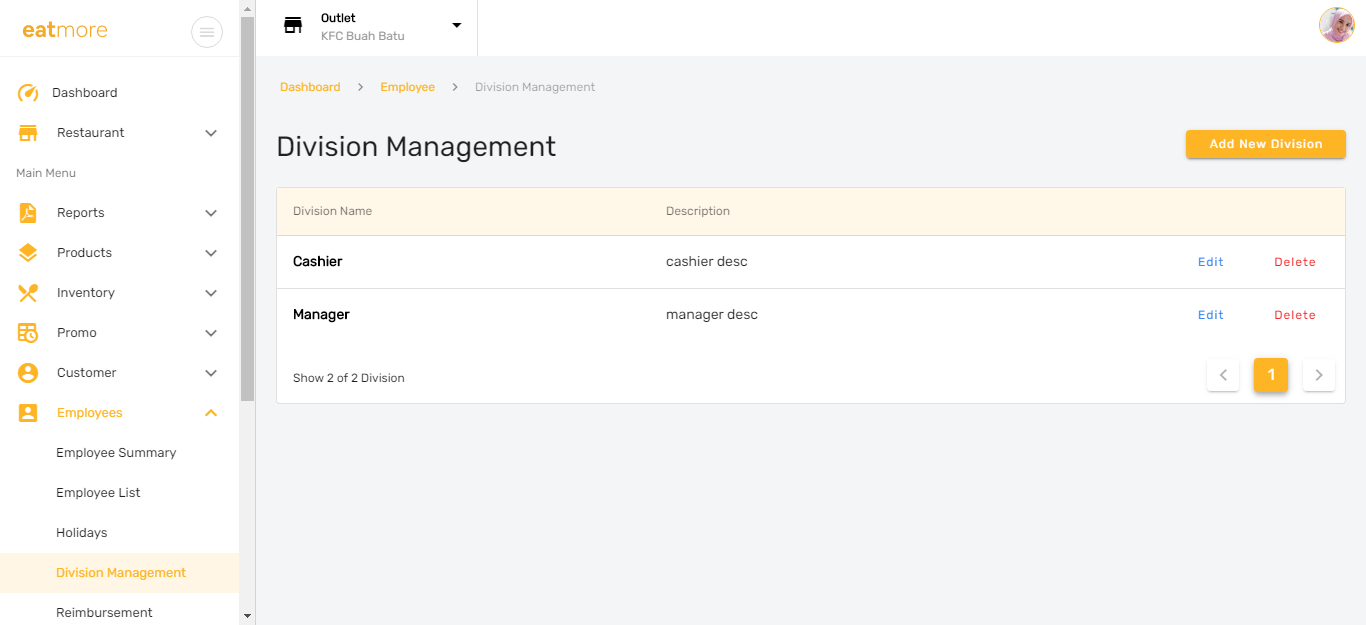 eatmore
Outlet
KFC Buah Batu
Dashboard
Restaurant
Main Menu
Reports
Products
Inventory
Promo
Customer
Employees
Employee Summary
Employee List
Holidays
Division Management
Reimbursement
Dashboard > Employee > Division Management
Division Management
Add New Division
Division Name Description
Cashier cashier desc Edit Delete
Manager manager desc Edit Delete
Show 2 of 2 Division
1